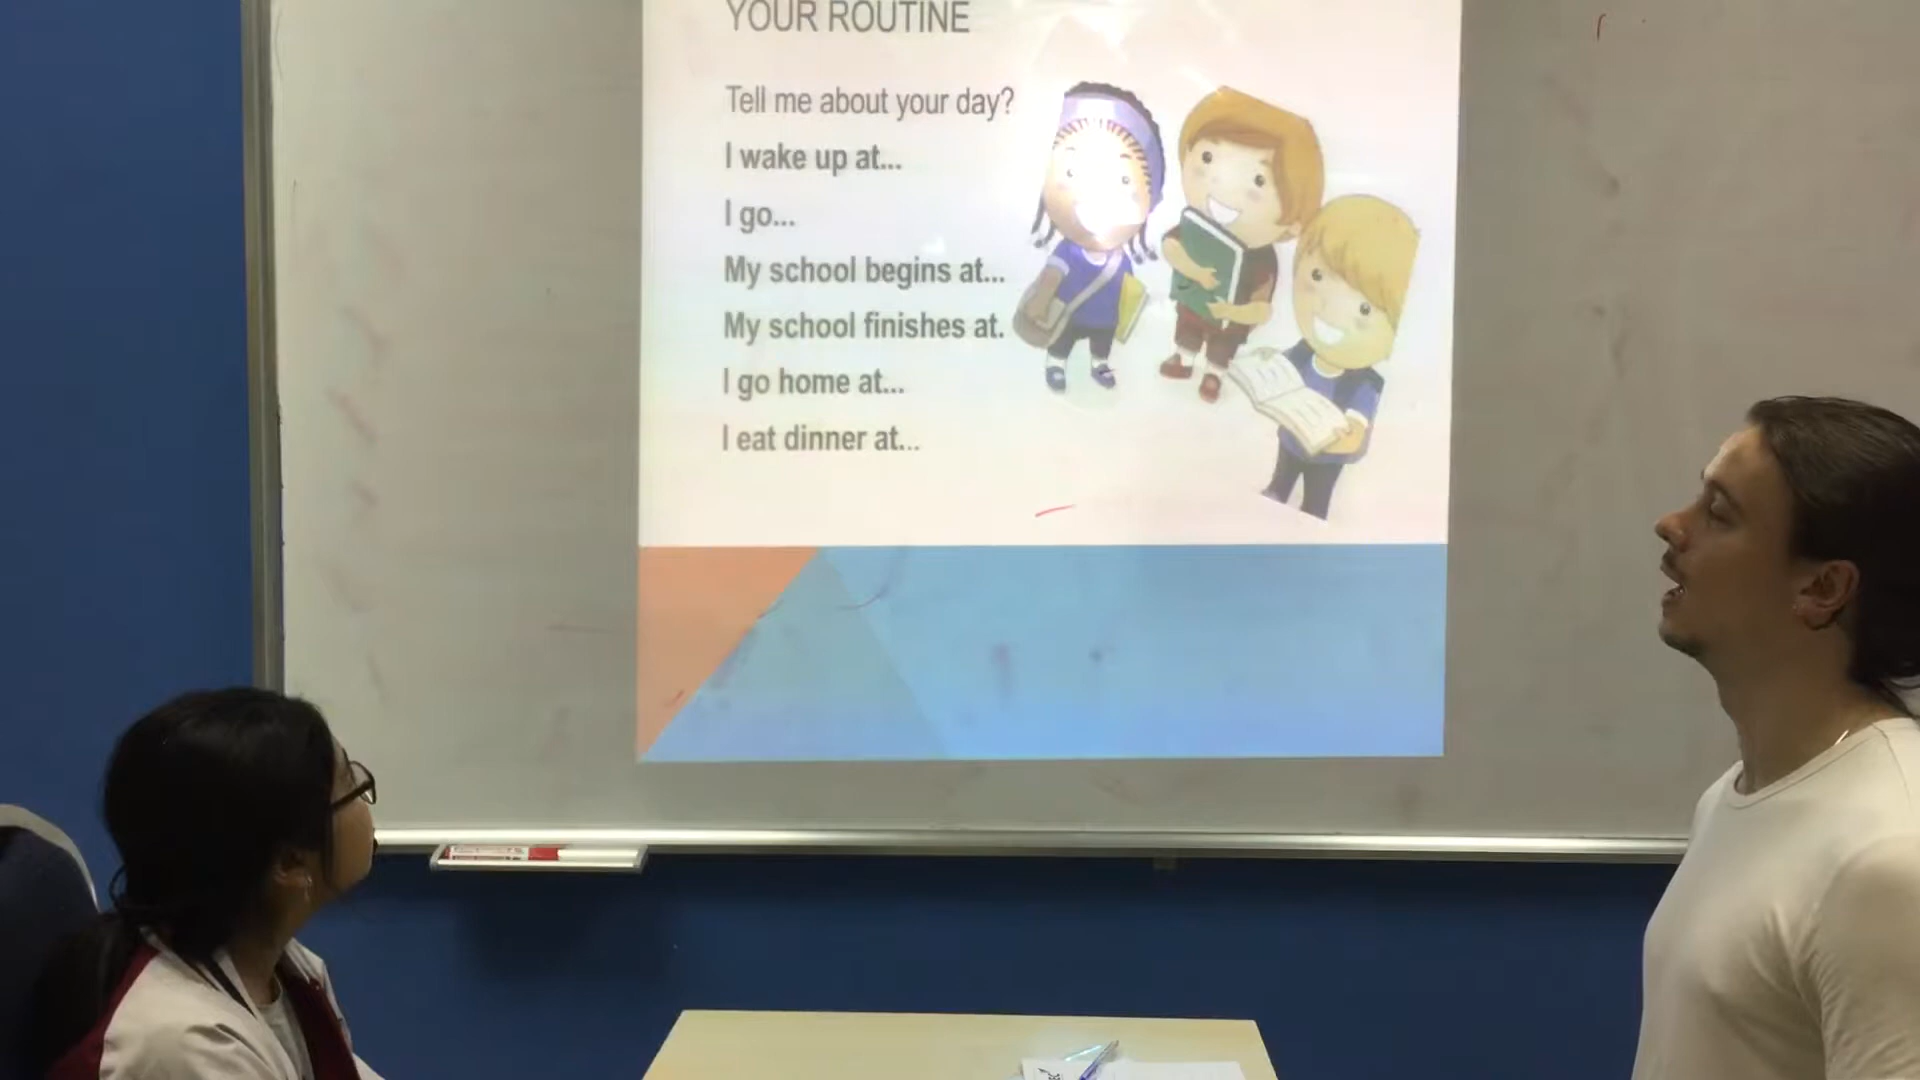 YOUR ROUTINE
Tell me about your day?
I wake up at...
I go...
My school begins at...
My school finishes at.
I go home at...
I eat dinner at...